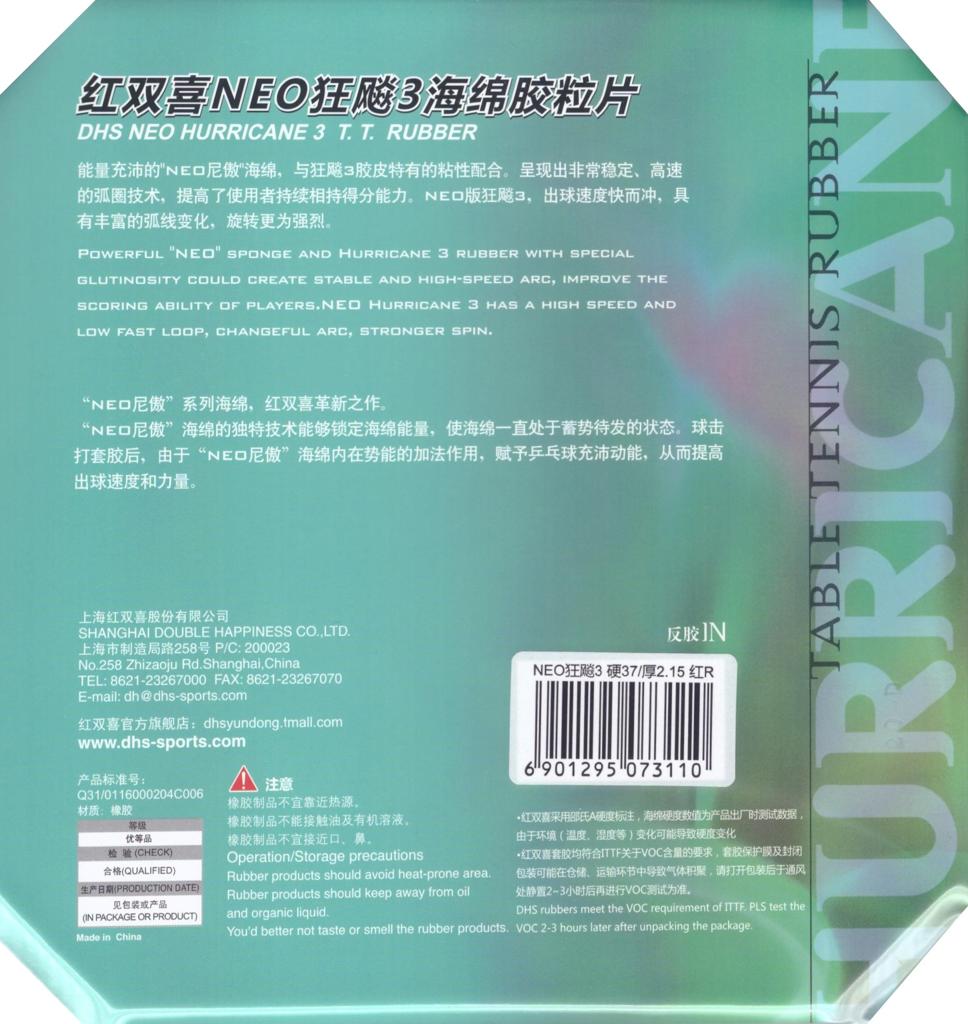 红双喜NEO狂飚3海绵胶粒片
DHS NEO HURRICANE 3 T. T. RUBBER
能量充沛的"NEO尼傲"海绵，与狂飚3胶皮特有的粘性配合。呈现出非常稳定、高速
的弧圈技术，提高了使用者持续相持得分能力。NEO版狂飚3，出球速度快而冲，具
有丰富的弧线变化，旋转更为强烈。
POWERFUL "NEO" SPONGE AND HURRICANE 3 RUBBER WITH SPECIAL
GLUTINOSITY COULD CREATE STABLE AND HIGH-SPEED ARC, IMPROVE THE
SCORING ABILITY OF PLAYERS.NEO HURRICANE 3 HAS A HIGH SPEED AND
LOW FAST LOOP, CHANGEFUL ARC, STRONGER SPIN.
“NEO尼傲”系列海绵，红双喜革新之作。
“NEO尼傲”海绵的独特技术能够锁定海绵能量，使海绵一直处于蓄势待发的状态。球击
打套胶后，由于“NEO尼傲”海绵内在势能的加法作用，赋予乒乓球充沛动能，从而提高
出球速度和力量。
上海红双喜股份有限公司
SHANGHAI DOUBLE HAPPINESS CO.,LTD.
上海市制造局路258号 P/C: 200023
No.258 Zhizaoju Rd.Shanghai,China
TEL: 8621-23267000 FAX: 8621-23267070
E-mail: dh@dhs-sports.com
红双喜官方旗舰店：dhsyundong.tmall.com
www.dhs-sports.com
产品标准号：
Q31/0116000204C006
材质：橡胶
等级
优等品
检 验 (CHECK)
合格(QUALIFIED)
生产日期(PRODUCTION DATE)
见包装或产品
(IN PACKAGE OR PRODUCT)
Made in China
注意
橡胶制品不宜靠近热源。
橡胶制品不能接触油及有机溶液。
橡胶制品不宜接近口、鼻。
Operation/Storage precautions
Rubber products should avoid heat-prone area.
Rubber products should keep away from oil
and organic liquid.
You'd better not taste or smell the rubber products.
反胶IN
NEO狂飚3 硬37/厚2.15 红R
6 901295 073110
•红双喜采用邵氏A硬度标注，海绵硬度数值为产品出厂时测试数据，
由于环境（温度、湿度等）变化可能导致硬度变化
•红双喜套胶均符合ITTF关于VOC含量的要求，套胶保护膜及封闭
包装可能在仓储、运输环节中导致气体积聚，请打开包装后于通风
处静置2-3小时后再进行VOC测试为准。
DHS rubbers meet the VOC requirement of ITTF. PLS test the
VOC 2-3 hours later after unpacking the package.
TABLE TENNIS RUBBER
HURRICANE